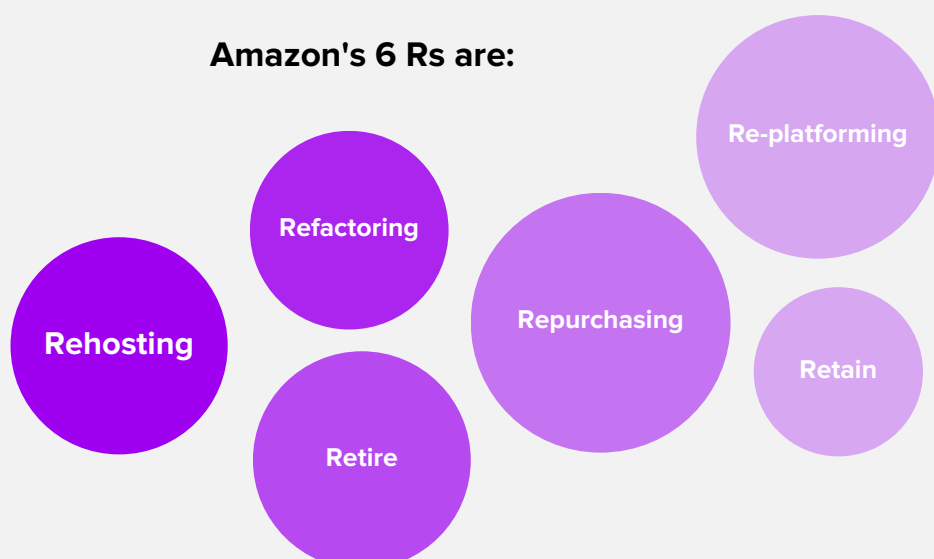 Amazon's 6 Rs are:
Re-platforming
Refactoring
Repurchasing
Rehosting
Retain
Retire